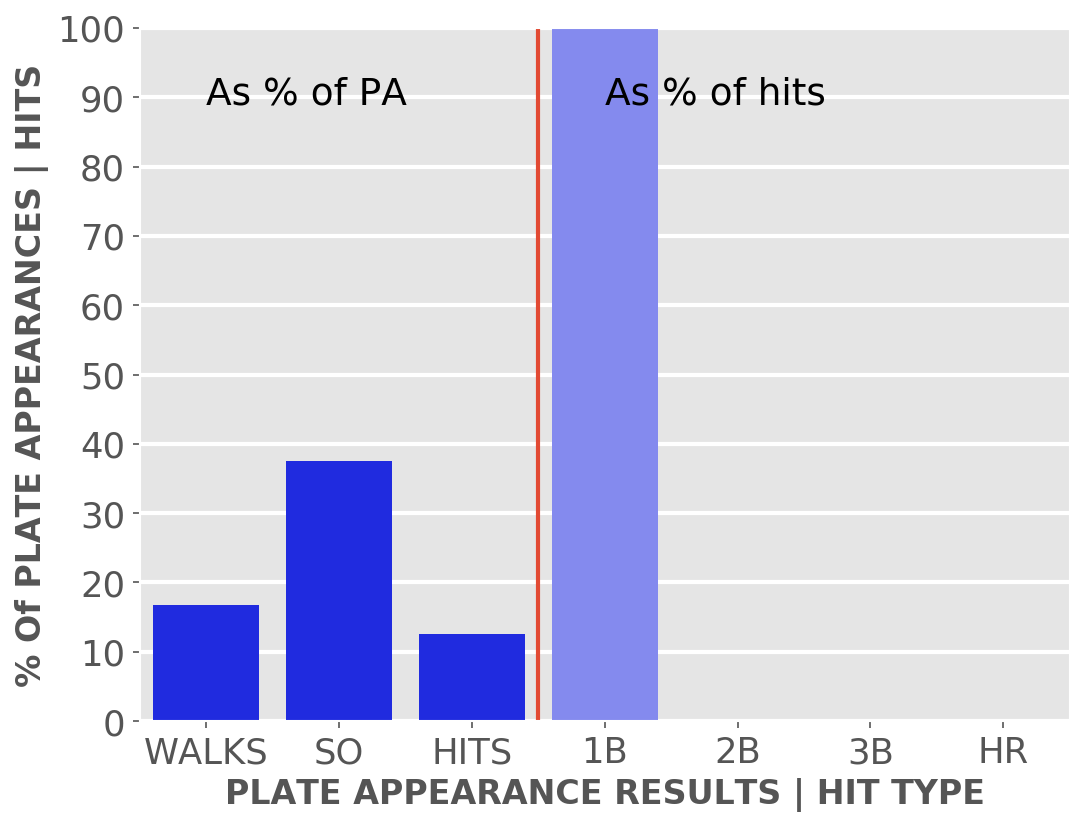 100
90
80
70
60
50
40
30
20
10
0
% Of PLATE APPEARANCES | HITS
As % of PA
As % of hits
WALKS SO HITS 1B 2B 3B HR
PLATE APPEARANCE RESULTS | HIT TYPE